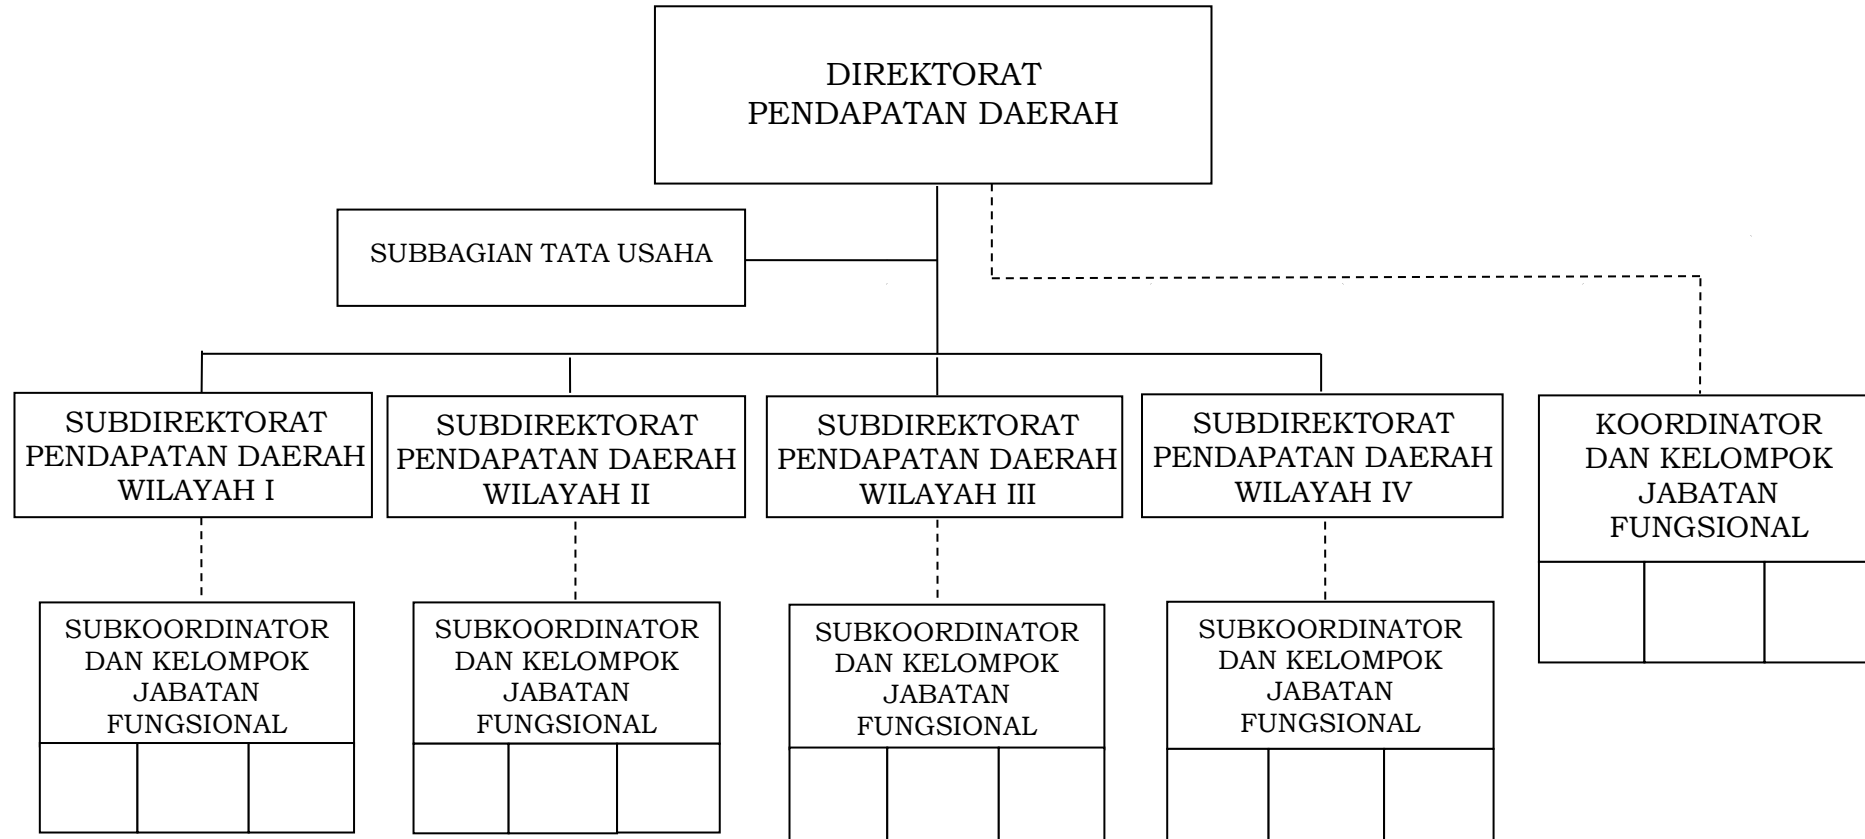 DIREKTORAT
PENDAPATAN DAERAH
SUBBAGIAN TATA USAHA
SUBDIREKTORAT
PENDAPATAN DAERAH
WILAYAH I
SUBDIREKTORAT
PENDAPATAN DAERAH
WILAYAH II
SUBDIREKTORAT
PENDAPATAN DAERAH
WILAYAH III
SUBDIREKTORAT
PENDAPATAN DAERAH
WILAYAH IV
KOORDINATOR
DAN KELOMPOK
JABATAN
FUNGSIONAL
SUBKOORDINATOR
DAN KELOMPOK
JABATAN
FUNGSIONAL
SUBKOORDINATOR
DAN KELOMPOK
JABATAN
FUNGSIONAL
SUBKOORDINATOR
DAN KELOMPOK
JABATAN
FUNGSIONAL
SUBKOORDINATOR
DAN KELOMPOK
JABATAN
FUNGSIONAL